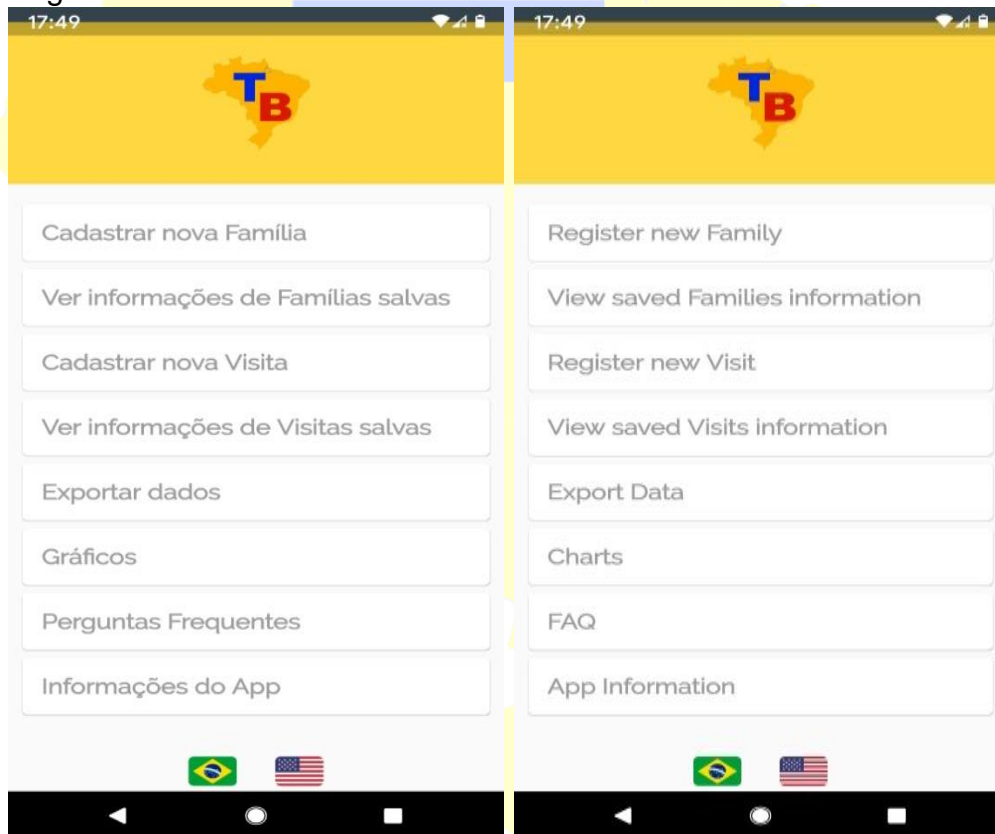 17:49
TB
Cadastrar nova Família
Ver informações de Famílias salvas
Cadastrar nova Visita
Ver informações de Visitas salvas
Exportar dados
Gráficos
Perguntas Frequentes
Informações do App
17:49
TB
Register new Family
View saved Families information
Register new Visit
View saved Visits information
Export Data
Charts
FAQ
App Information